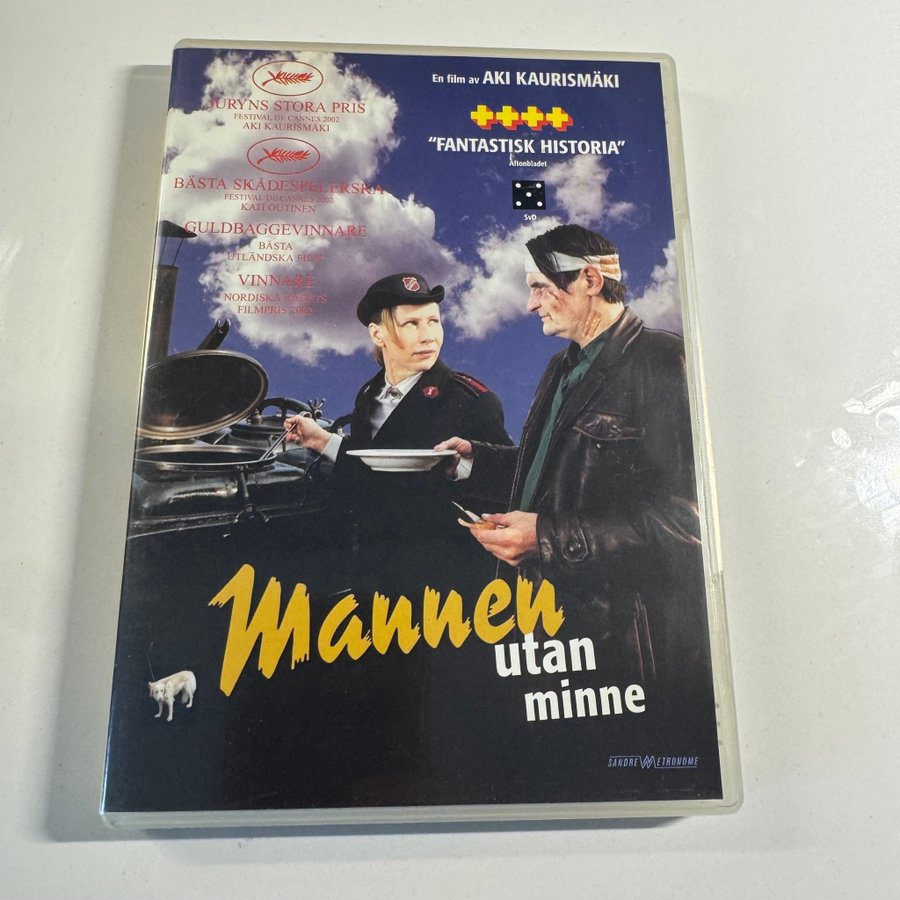 JURYNS STORA PRIS
FESTIVAL DE CANNES 2002
AKI KAURISMÄKI
BÄSTA SKÅDESPELERSKA
FESTIVAL DE CANNES 2002
KATI OUTINEN
GULDBAGGEVINNARE
BÄSTA
UTLÄNDSKA FILM
VINNARE
NORDISKA RÅDETS
FILMPRIS 2002
En film av AKI KAURISMÄKI
"FANTASTISK HISTORIA"
Aftonbladet
SvD
Mannen
utan
minne
SANDREW METRONOME